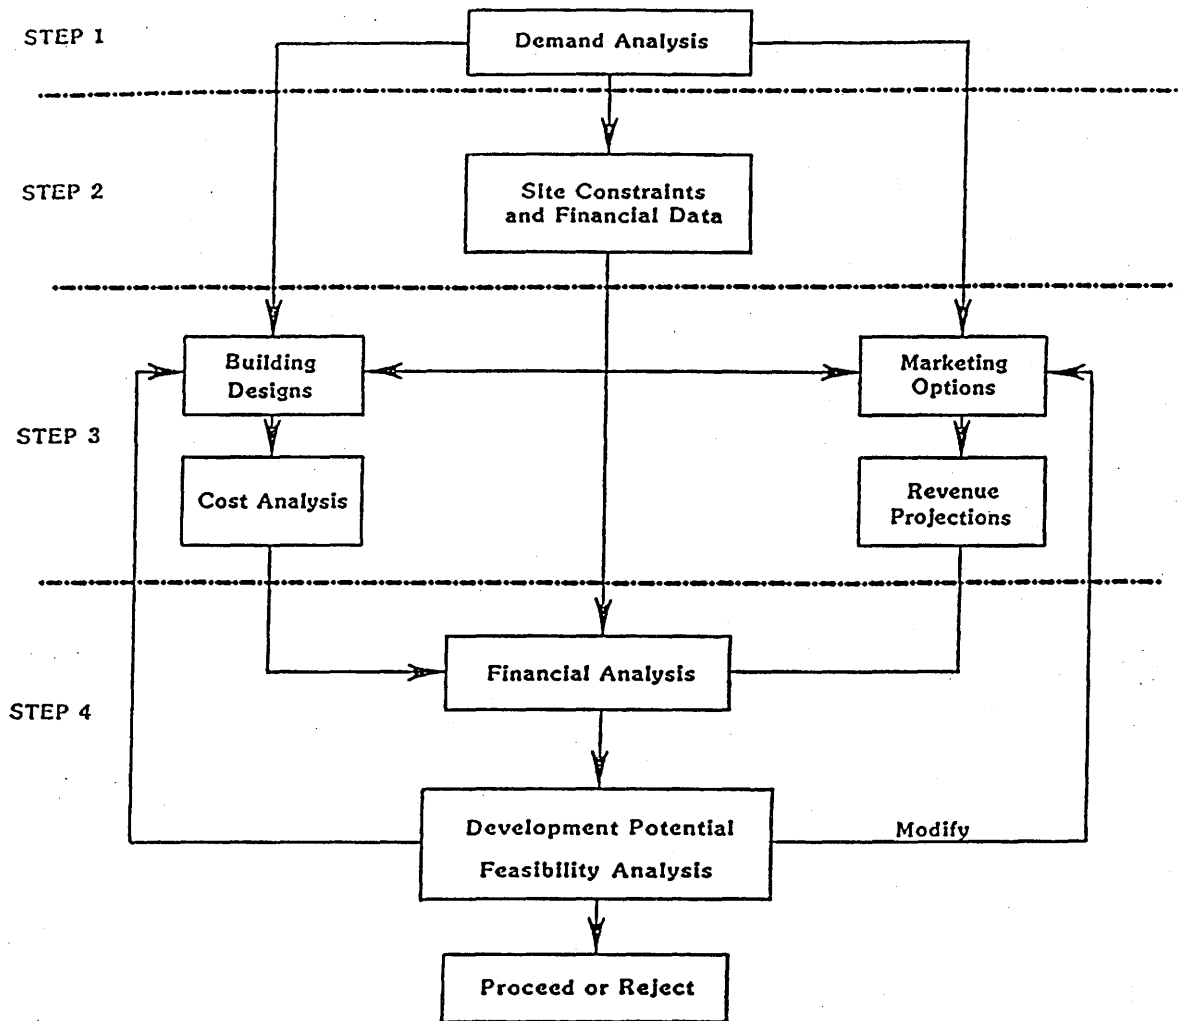 STEP 1
Demand Analysis
STEP 2
Site Constraints
and Financial Data
Building
Designs
Marketing
Options
STEP 3
Cost Analysis
Revenue
Projections
Financial Analysis
STEP 4
Development Potential
Feasibility Analysis
Modify
Proceed or Reject